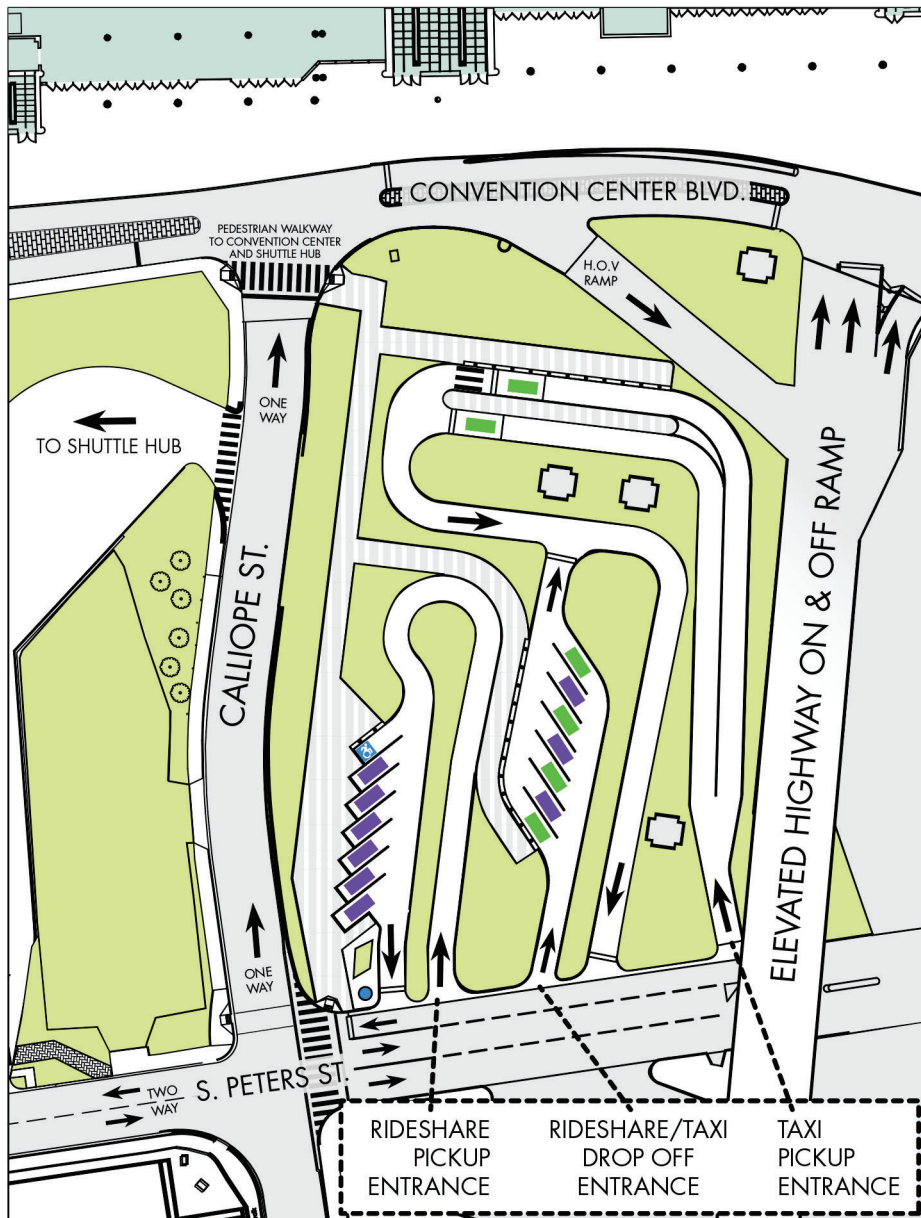 CONVENTION CENTER BLVD.
PEDESTRIAN WALKWAY
TO CONVENTION CENTER
AND SHUTTLE HUB
H.O.V
RAMP
ONE
WAY
TO SHUTTLE HUB
CALLIOPE ST.
ELEVATED HIGHWAY ON & OFF RAMP
ONE
WAY
TWO
WAY
S. PETERS ST.
RIDESHARE
PICKUP
ENTRANCE
RIDESHARE/TAXI
DROP OFF
ENTRANCE
TAXI
PICKUP
ENTRANCE